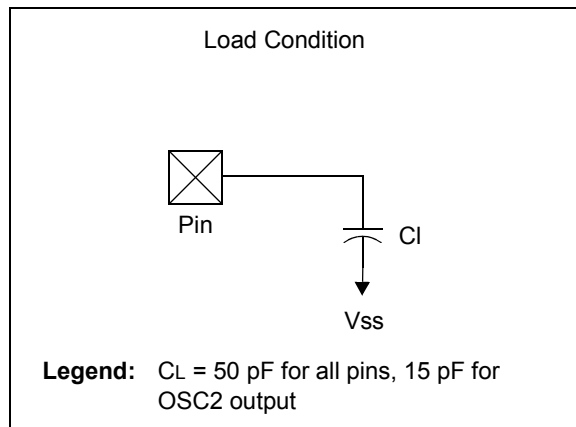 Load Condition
Pin
Cl
Vss
Legend: CL = 50 pF for all pins, 15 pF for
OSC2 output